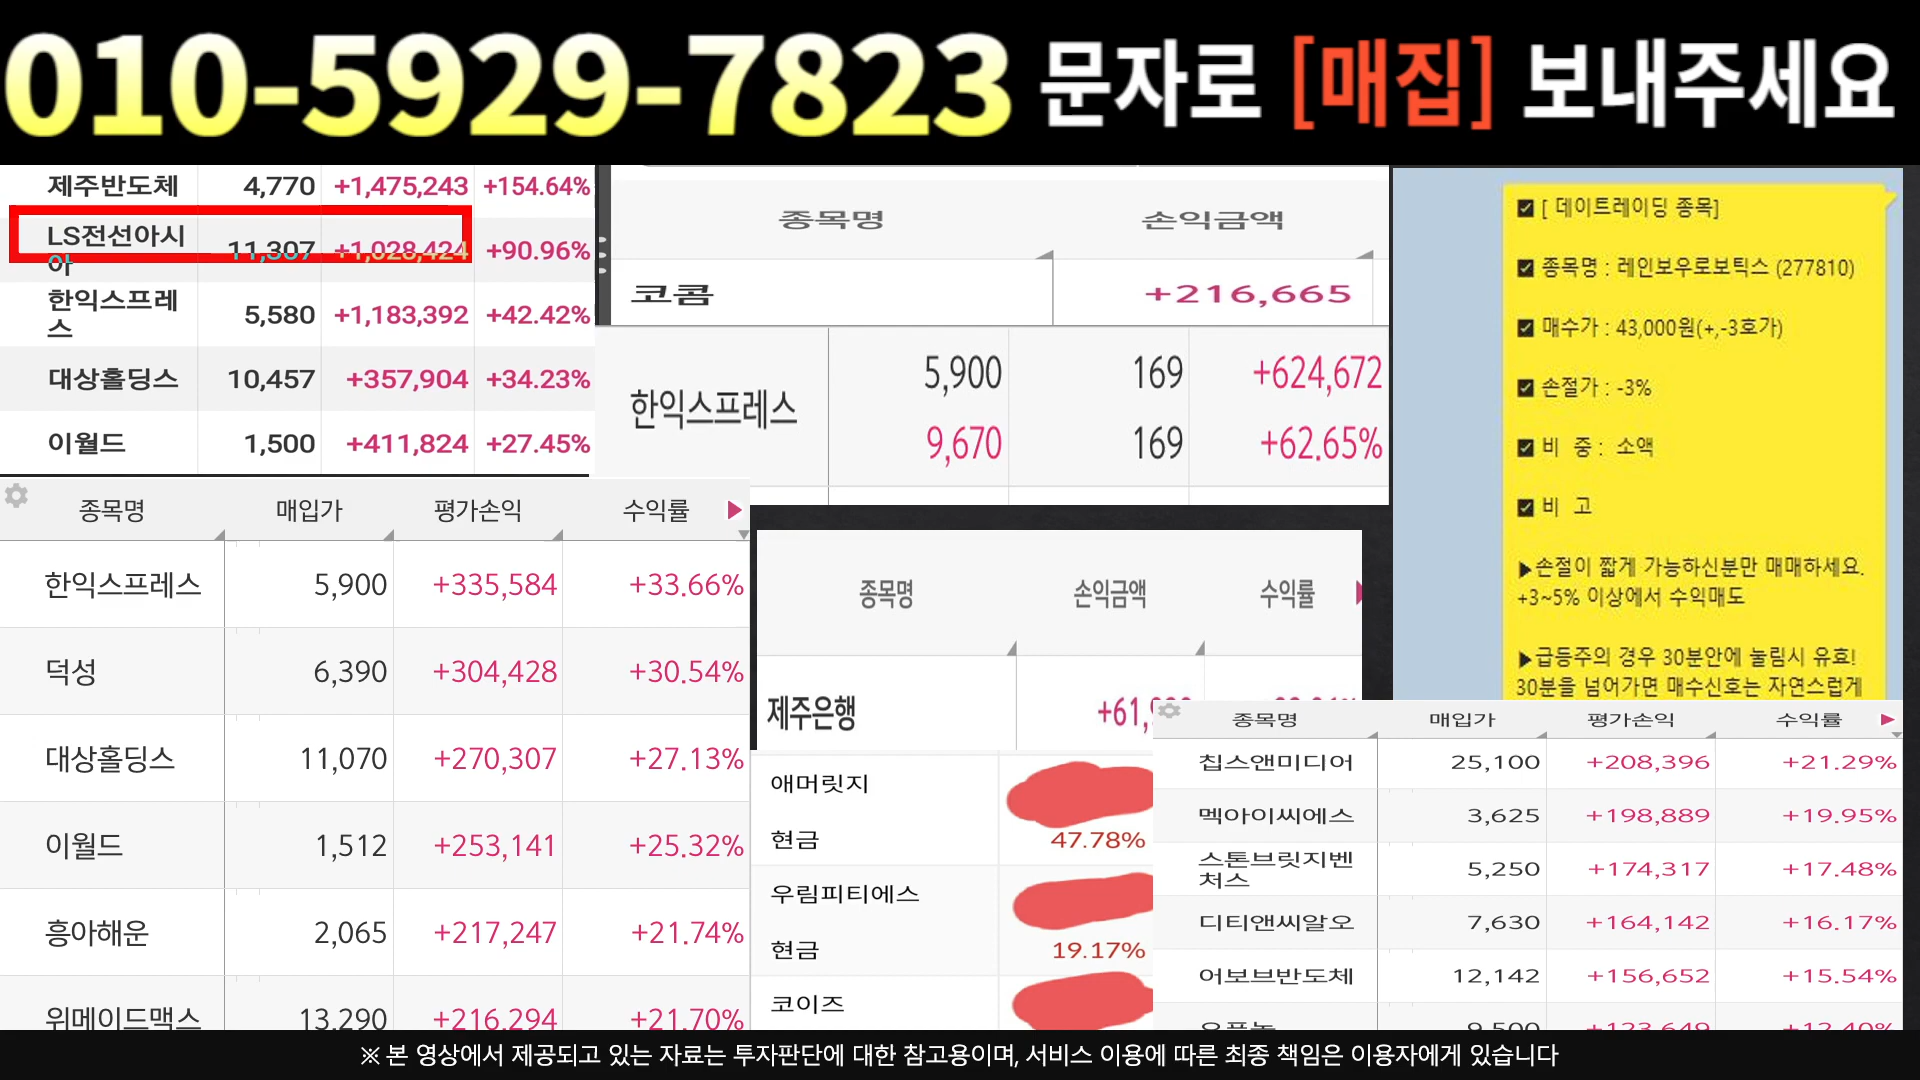 010-5929-7823 문자로 [매집] 보내주세요
제주반도체 4,770 +1,475,243 +154.64%
LS전선아시아 11,307 +1,028,424 +90.96%
한익스프레스 5,580 +1,183,392 +42.42%
대상홀딩스 10,457 +357,904 +34.23%
이월드 1,500 +411,824 +27.45%
종목명 손익금액
코콤 +216,665
한익스프레스 5,900 169 +624,672
9,670 169 +62.65%
☑ [ 데이트레이딩 종목]
☑ 종목명 : 레인보우로보틱스 (277810)
☑ 매수가 : 43,000원(+,-3호가)
☑ 손절가 : -3%
☑ 비 중 : 소액
☑ 비 고
▶손절이 짧게 가능하신분만 매매하세요.
+3~5% 이상에서 수익매도
▶급등주의 경우 30분안에 눌림시 유효!
30분을 넘어가면 매수신호는 자연스럽게
종목명 매입가 평가손익 수익률
한익스프레스 5,900 +335,584 +33.66%
덕성 6,390 +304,428 +30.54%
대상홀딩스 11,070 +270,307 +27.13%
이월드 1,512 +253,141 +25.32%
흥아해운 2,065 +217,247 +21.74%
위메이드맥스 13,290 +216,294 +21.70%
종목명 손익금액 수익률
제주은행
애머릿지
현금 47.78%
우림피티에스
현금 19.17%
코이즈
종목명 매입가 평가손익 수익률
칩스앤미디어 25,100 +208,396 +21.29%
멕아이씨에스 3,625 +198,889 +19.95%
스톤브릿지벤처스 5,250 +174,317 +17.48%
디티앤씨알오 7,630 +164,142 +16.17%
어보브반도체 12,142 +156,652 +15.54%
※ 본 영상에서 제공되고 있는 자료는 투자판단에 대한 참고용이며, 서비스 이용에 따른 최종 책임은 이용자에게 있습니다